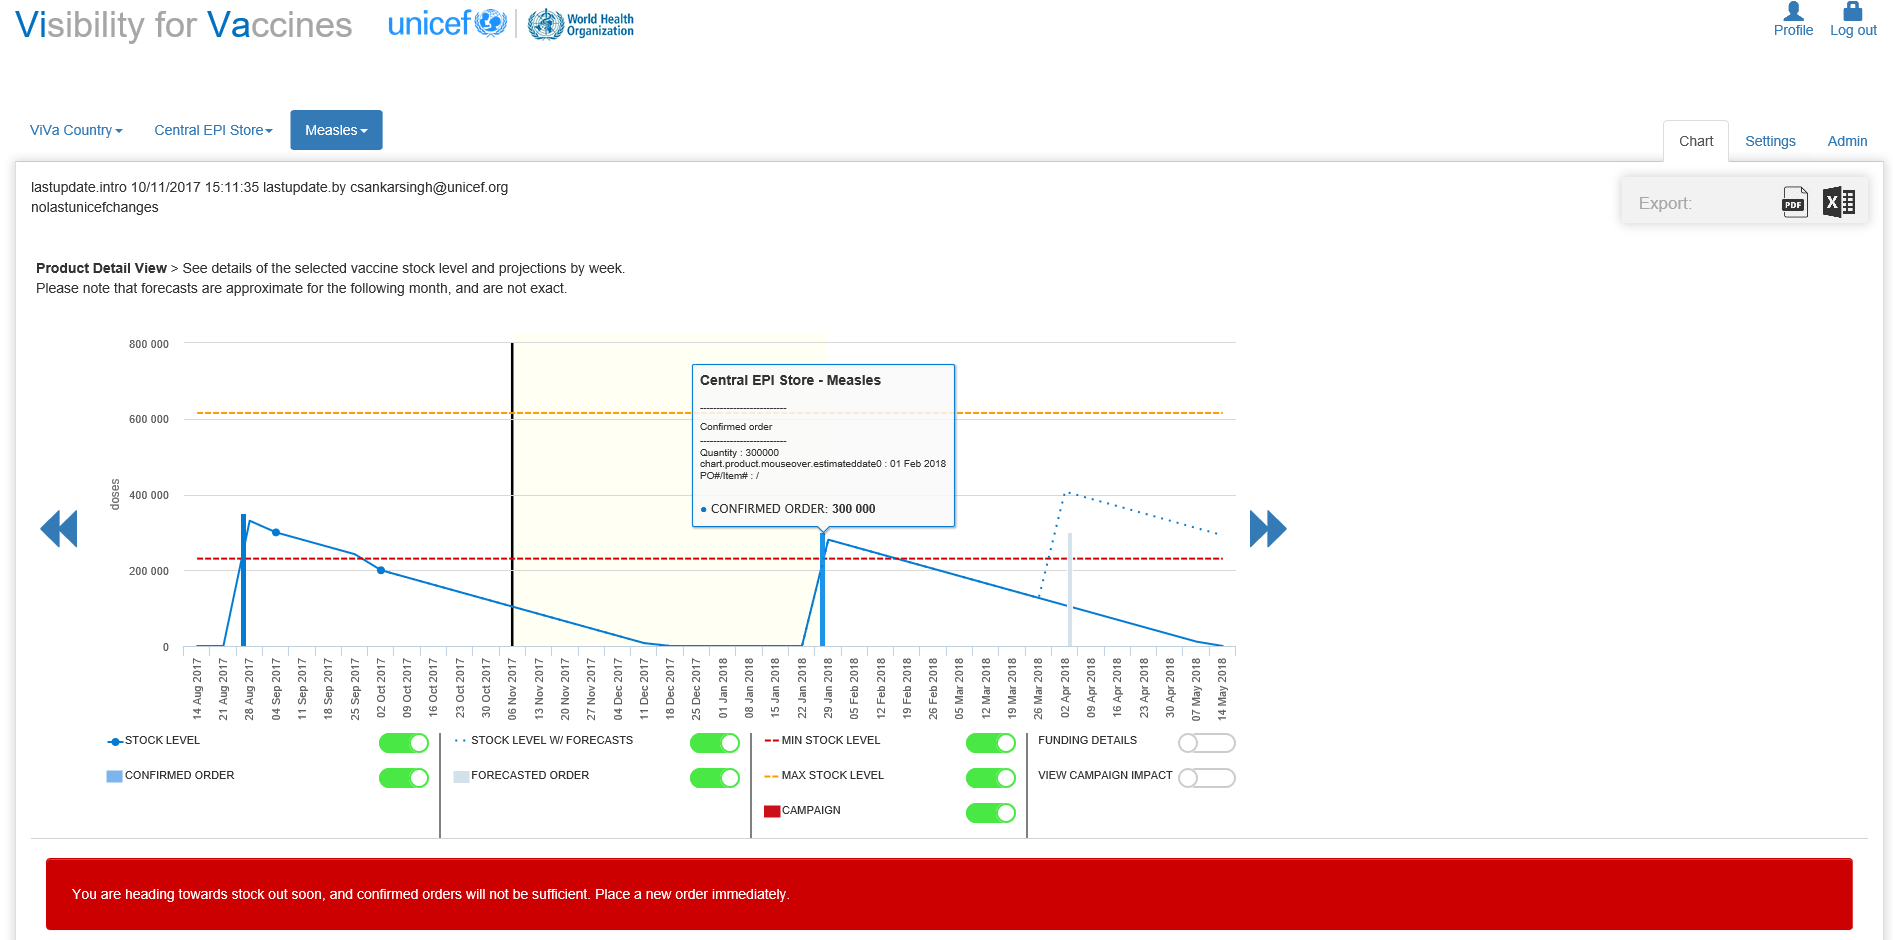 Visibility for Vaccines
unicef
World Health
Organization
Profile
Log out
ViVa Country
Central EPI Store
Measles
Chart
Settings
Admin
lastupdate.intro 10/11/2017 15:11:35 lastupdate.by csankarsingh@unicef.org
nolastunicefchanges
Export:
PDF
X
Product Detail View > See details of the selected vaccine stock level and projections by week.
Please note that forecasts are approximate for the following month, and are not exact.
800 000
600 000
400 000
200 000
0
doses
Central EPI Store - Measles
--------------------------
Confirmed order
--------------------------
Quantity : 300000
chart.product.mouseover.estimateddate0 : 01 Feb 2018
PO#/Item# : /
● CONFIRMED ORDER: 300 000
14 Aug 2017
21 Aug 2017
28 Aug 2017
04 Sep 2017
11 Sep 2017
18 Sep 2017
25 Sep 2017
02 Oct 2017
09 Oct 2017
16 Oct 2017
23 Oct 2017
30 Oct 2017
06 Nov 2017
13 Nov 2017
20 Nov 2017
27 Nov 2017
04 Dec 2017
11 Dec 2017
18 Dec 2017
25 Dec 2017
01 Jan 2018
08 Jan 2018
15 Jan 2018
22 Jan 2018
29 Jan 2018
05 Feb 2018
12 Feb 2018
19 Feb 2018
26 Feb 2018
05 Mar 2018
12 Mar 2018
19 Mar 2018
26 Mar 2018
02 Apr 2018
09 Apr 2018
16 Apr 2018
23 Apr 2018
30 Apr 2018
07 May 2018
14 May 2018
STOCK LEVEL
CONFIRMED ORDER
STOCK LEVEL W/ FORECASTS
FORECASTED ORDER
MIN STOCK LEVEL
MAX STOCK LEVEL
CAMPAIGN
FUNDING DETAILS
VIEW CAMPAIGN IMPACT
You are heading towards stock out soon, and confirmed orders will not be sufficient. Place a new order immediately.